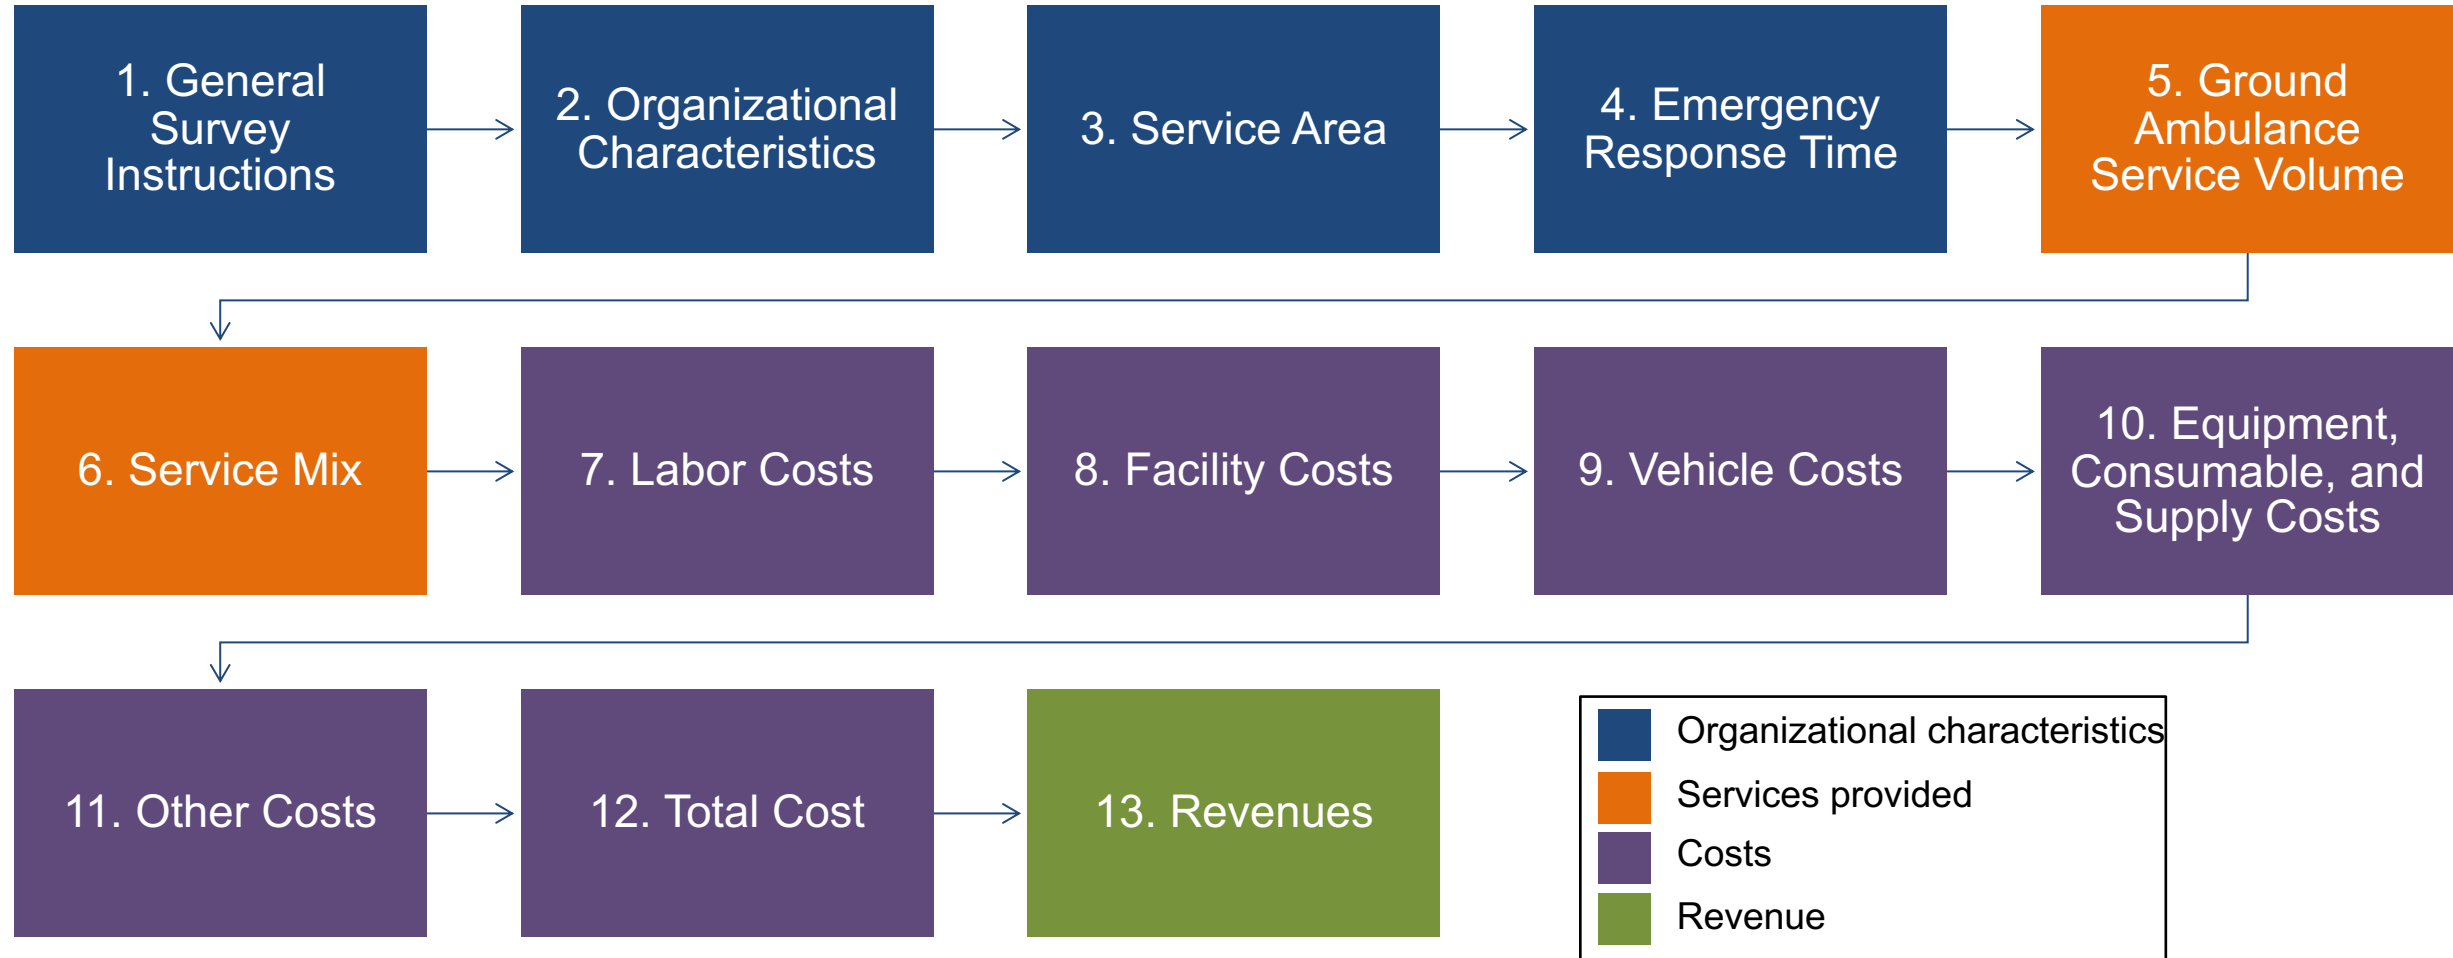 1. General
Survey
Instructions
2. Organizational
Characteristics
3. Service Area
4. Emergency
Response Time
5. Ground
Ambulance
Service Volume
6. Service Mix
7. Labor Costs
8. Facility Costs
9. Vehicle Costs
10. Equipment,
Consumable, and
Supply Costs
11. Other Costs
12. Total Cost
13. Revenues
Organizational characteristics
Services provided
Costs
Revenue